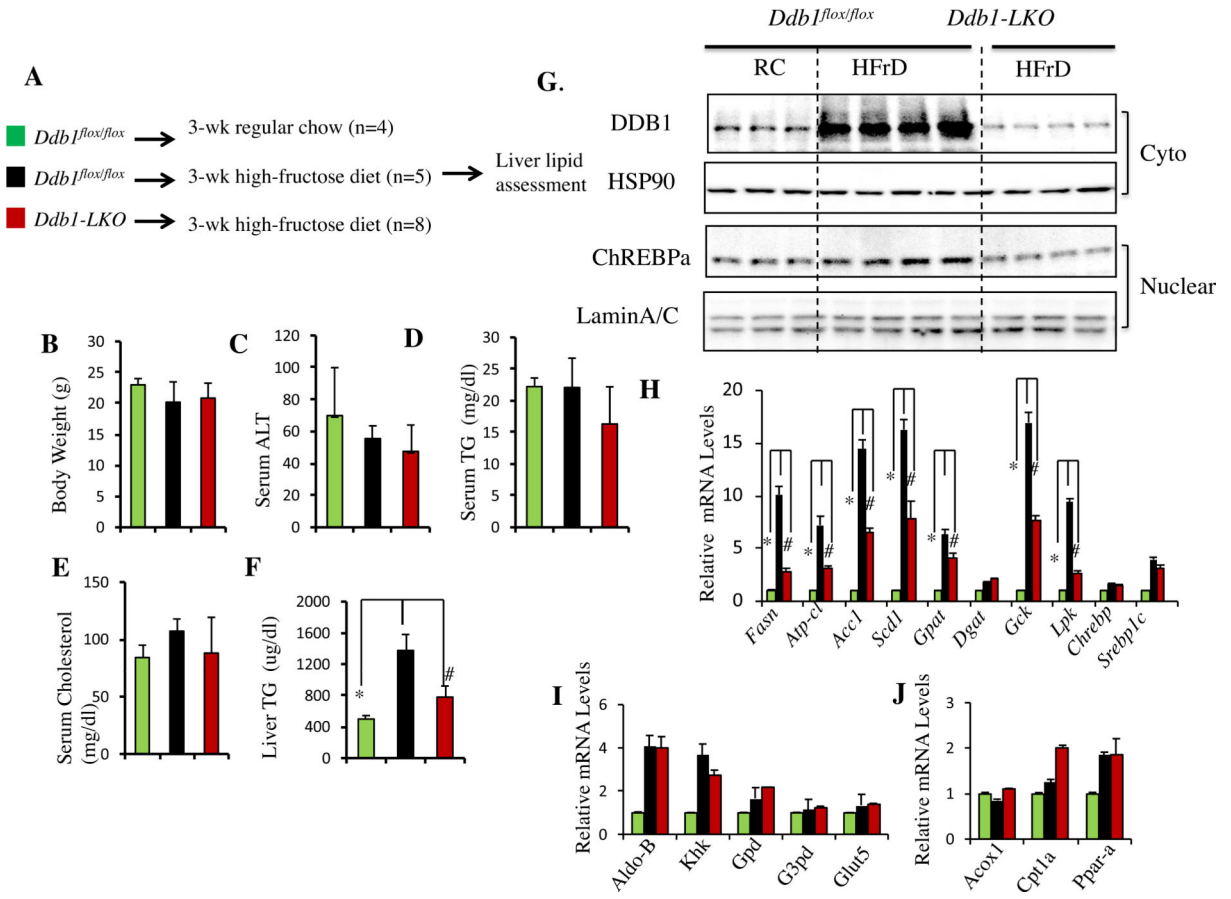 A
Ddb1flox/flox
3-wk regular chow (n=4)
Ddb1flox/flox
3-wk high-fructose diet (n=5)
Ddb1-LKO
3-wk high-fructose diet (n=8)
Liver lipid
assessment
G.
Ddb1flox/flox
Ddb1-LKO
RC
HFrD
HFrD
DDB1
HSP90
Cyto
ChREBPa
LaminA/C
Nuclear
B
Body Weight (g)
30
25
20
15
10
5
0
C
Serum ALT
120
100
80
60
40
20
0
D
Serum TG (mg/dl)
30
25
20
15
10
5
0
E
Serum Cholesterol
(mg/dl)
150
100
50
0
F
Liver TG (ug/dl)
2000
1600
1200
800
400
0
*
#
H
Relative mRNA Levels
20
15
10
5
0
* #
* #
* #
* #
* #
* #
* #
Fasn
Atp-cl
Acc1
Scd1
Gpat
Dgat
Gck
Lpk
Chrebp
Srebp1c
I
Relative mRNA Levels
6
4
2
0
Aldo-B
Khk
Gpd
G3pd
Glut5
J
Relative mRNA Levels
3
2
1
0
Acox1
Cpt1a
Ppar-a